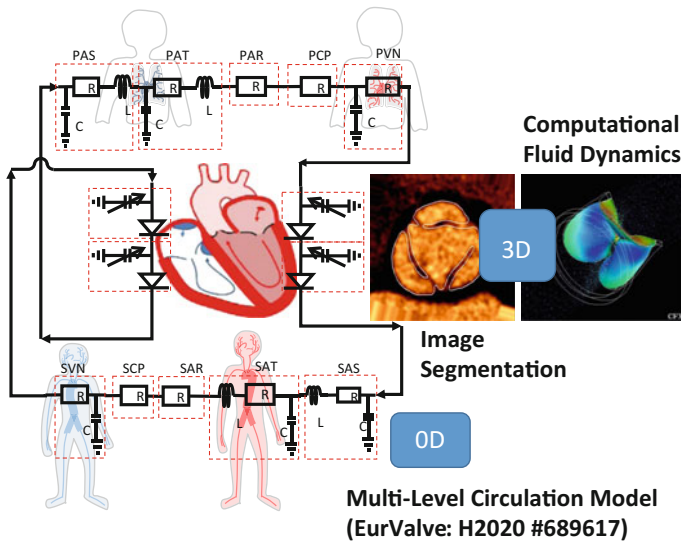 PAS PAT PAR PCP PVN
R R R R R
L L
C C C
Computational
Fluid Dynamics
3D
Image
Segmentation
SVN SCP SAR SAT SAS
R R R R R
C L C L C
0D
Multi-Level Circulation Model
(EurValve: H2020 #689617)